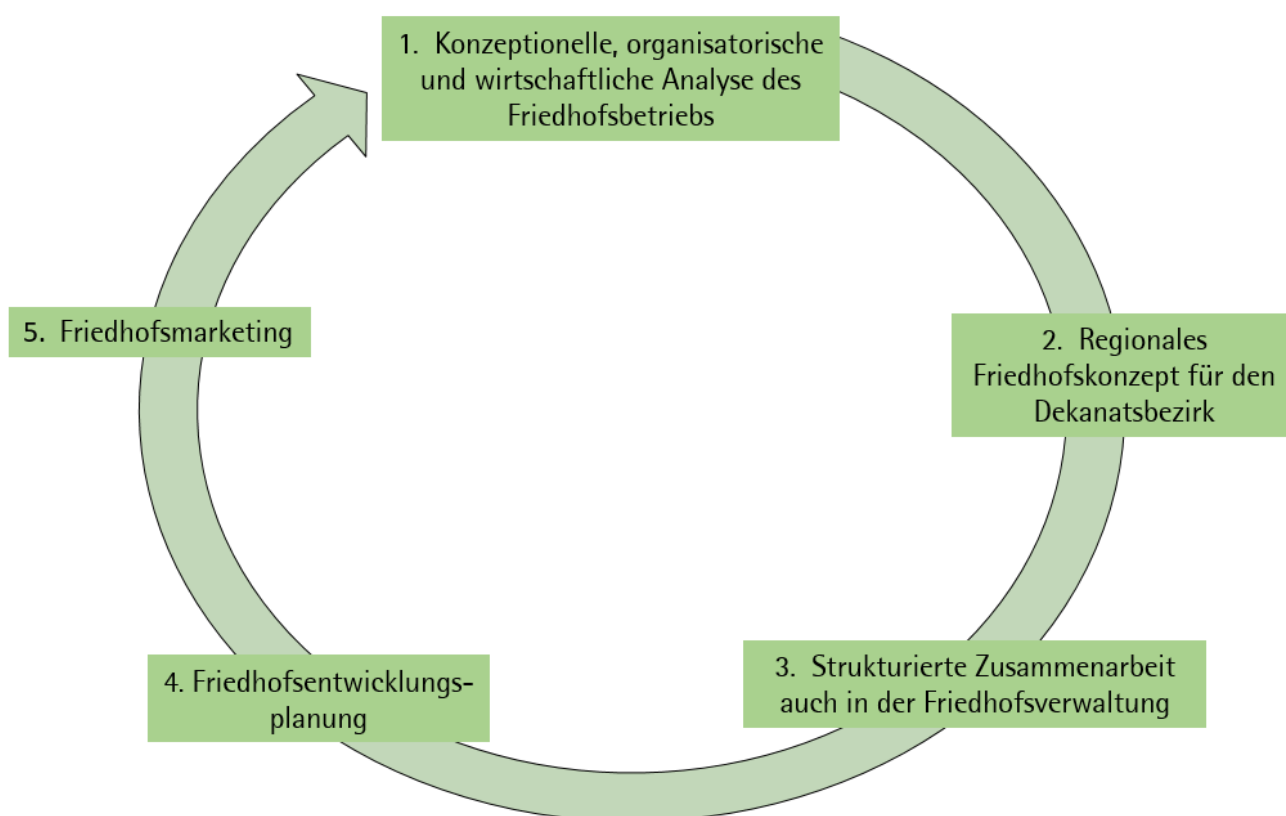 1. Konzeptionelle, organisatorische
und wirtschaftliche Analyse des
Friedhofsbetriebs
2. Regionales
Friedhofskonzept für den
Dekanatsbezirk
3. Strukturierte Zusammenarbeit
auch in der Friedhofsverwaltung
4. Friedhofsentwicklungs-
planung
5. Friedhofsmarketing